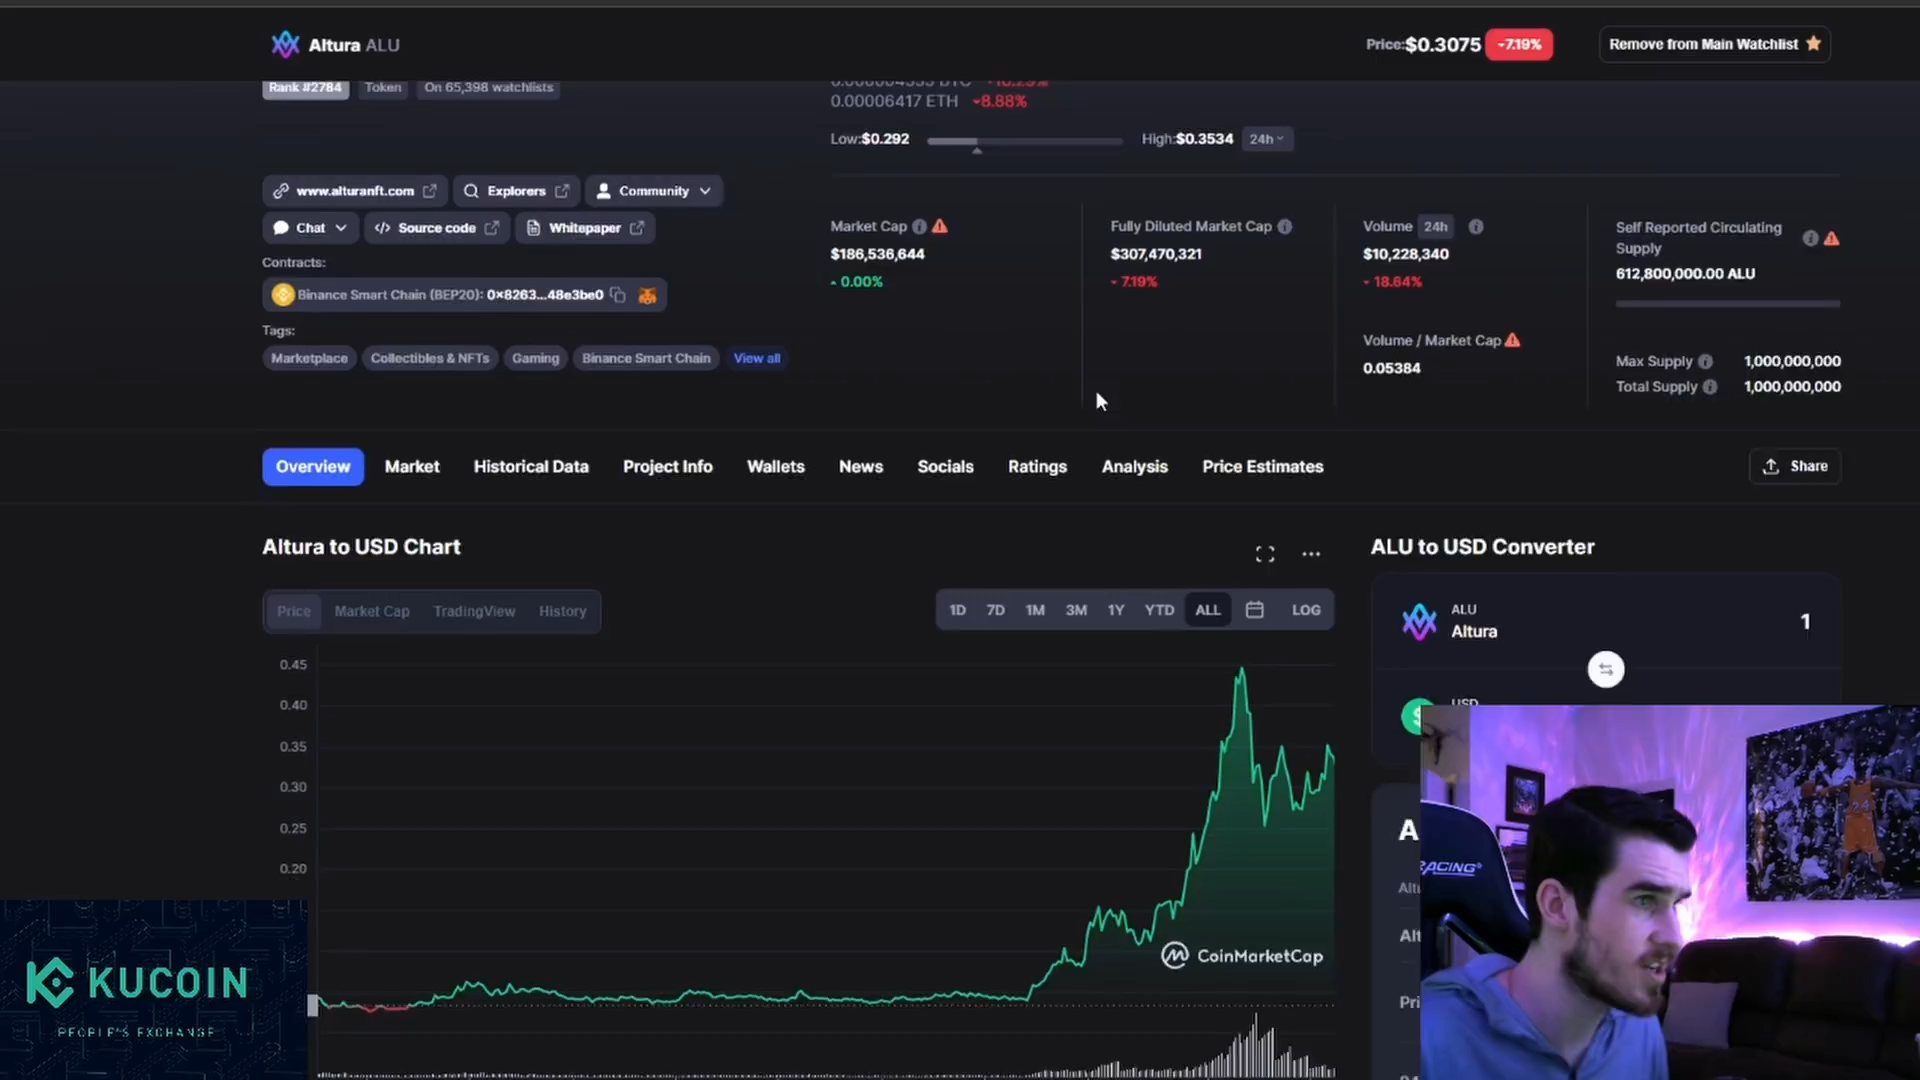 Altura ALU
Price:$0.3075 -7.19%
Remove from Main Watchlist
Rank #2784 Token On 65,398 watchlists
0.00006417 ETH -8.88%
Low:$0.292 High:$0.3534 24h
www.alturanft.com Explorers Community
Chat Source code Whitepaper
Contracts:
Binance Smart Chain (BEP20): 0x8263...48e3be0
Tags:
Marketplace Collectibles & NFTs Gaming Binance Smart Chain View all
Market Cap
$186,536,644
0.00%
Fully Diluted Market Cap
$307,470,321
7.19%
Volume 24h
$10,228,340
18.64%
Volume / Market Cap
0.05384
Self Reported Circulating
Supply
612,800,000.00 ALU
Max Supply 1,000,000,000
Total Supply 1,000,000,000
Overview Market Historical Data Project Info Wallets News Socials Ratings Analysis Price Estimates
Share
Altura to USD Chart
Price Market Cap TradingView History
1D 7D 1M 3M 1Y YTD ALL LOG
0.45
0.40
0.35
0.30
0.25
0.20
CoinMarketCap
ALU to USD Converter
ALU
Altura
1
USD
KUCOIN
PEOPLE'S EXCHANGE
24